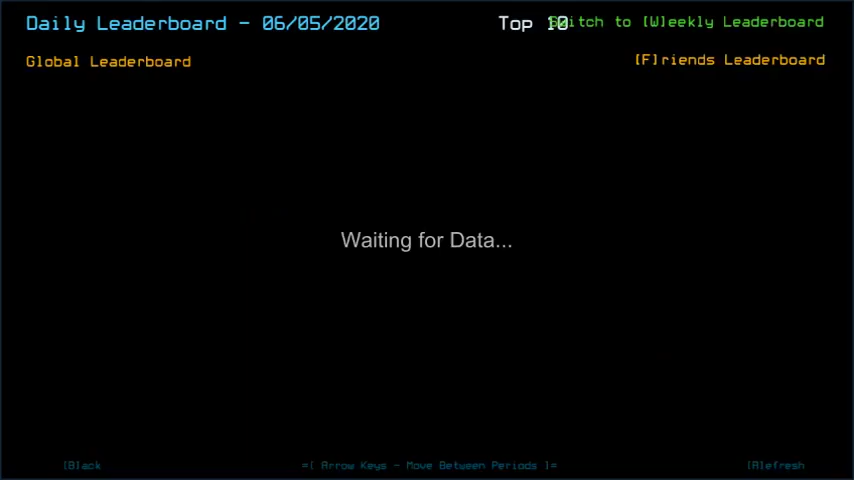 Daily Leaderboard - 06/05/2020 Top 10 Switch to [W]eekly Leaderboard
Global Leaderboard [F]riends Leaderboard
Waiting for Data...
[B]ack =[ Arrow Keys - Move Between Periods ]= [R]efresh